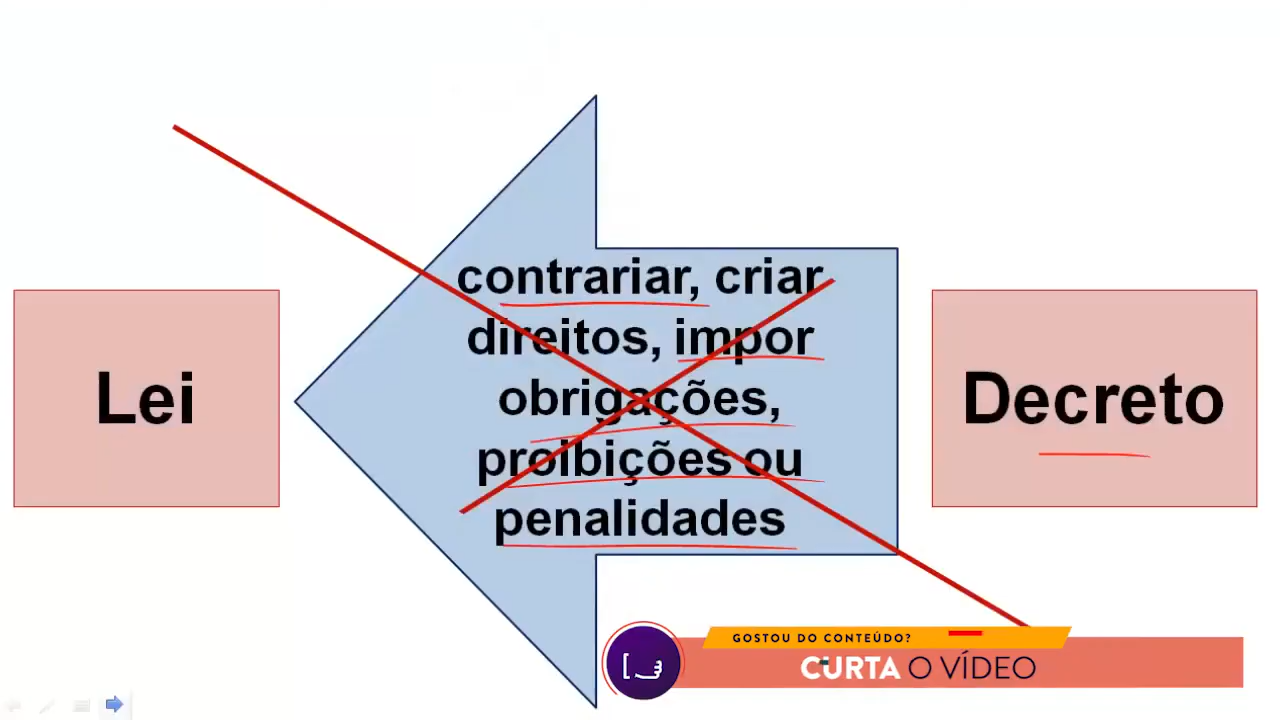 Lei
contrariar, criar
direitos, impor
obrigações,
proibições ou
penalidades
Decreto
GOSTOU DO CONTEÚDO?
CURTA O VÍDEO